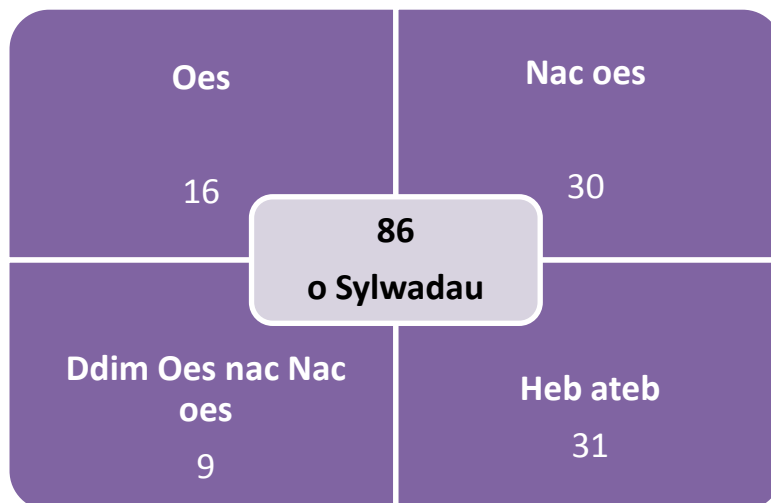 Oes
16
Nac oes
30
86
o Sylwadau
Ddim Oes nac Nac
oes
9
Heb ateb
31